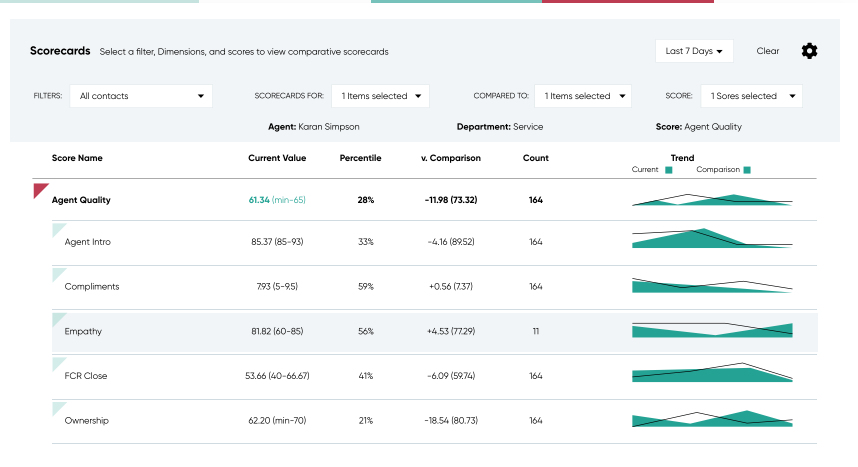 Scorecards Select a filter, Dimensions, and scores to view comparative scorecards Last 7 Days Clear
FILTERS: All contacts SCORECARDS FOR: 1 Items selected COMPARED TO: 1 Items selected SCORE: 1 Sores selected
Agent: Karan Simpson Department: Service Score: Agent Quality
Score Name Current Value Percentile v. Comparison Count Trend
Current Comparison
Agent Quality 61.34 (min-65) 28% -11.98 (73.32) 164
Agent Intro 85.37 (85-93) 33% -4.16 (89.52) 164
Compliments 7.93 (5-9.5) 59% +0.56 (7.37) 164
Empathy 81.82 (60-85) 56% +4.53 (77.29) 11
FCR Close 53.66 (40-66.67) 41% -6.09 (59.74) 164
Ownership 62.20 (min-70) 21% -18.54 (80.73) 164